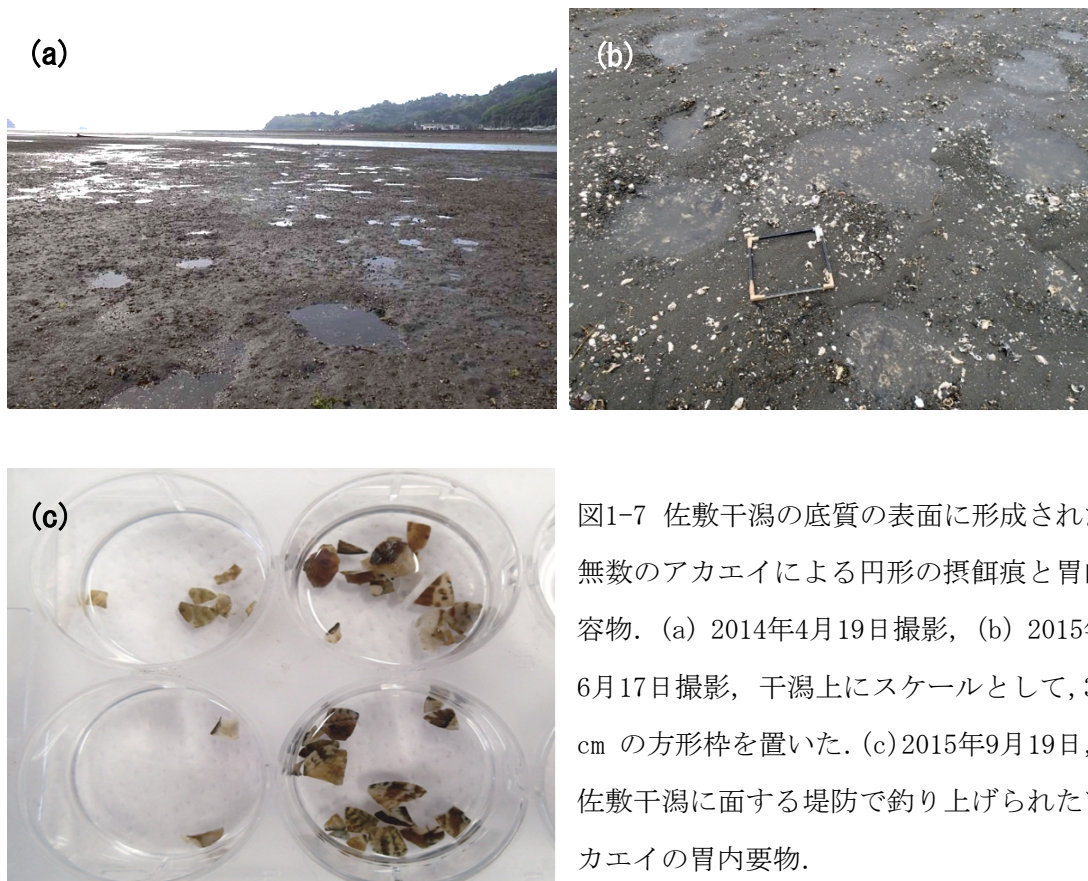 (a)
(b)
(c)
図1-7 佐敷干潟の底質の表面に形成された
無数のアカエイによる円形の摂餌痕と胃内
容物. (a) 2014年4月19日撮影, (b) 2015年
6月17日撮影, 干潟上にスケールとして,
cm の方形枠を置いた. (c)2015年9月19日,
佐敷干潟に面する堤防で釣り上げられた
カエイの胃内要物.